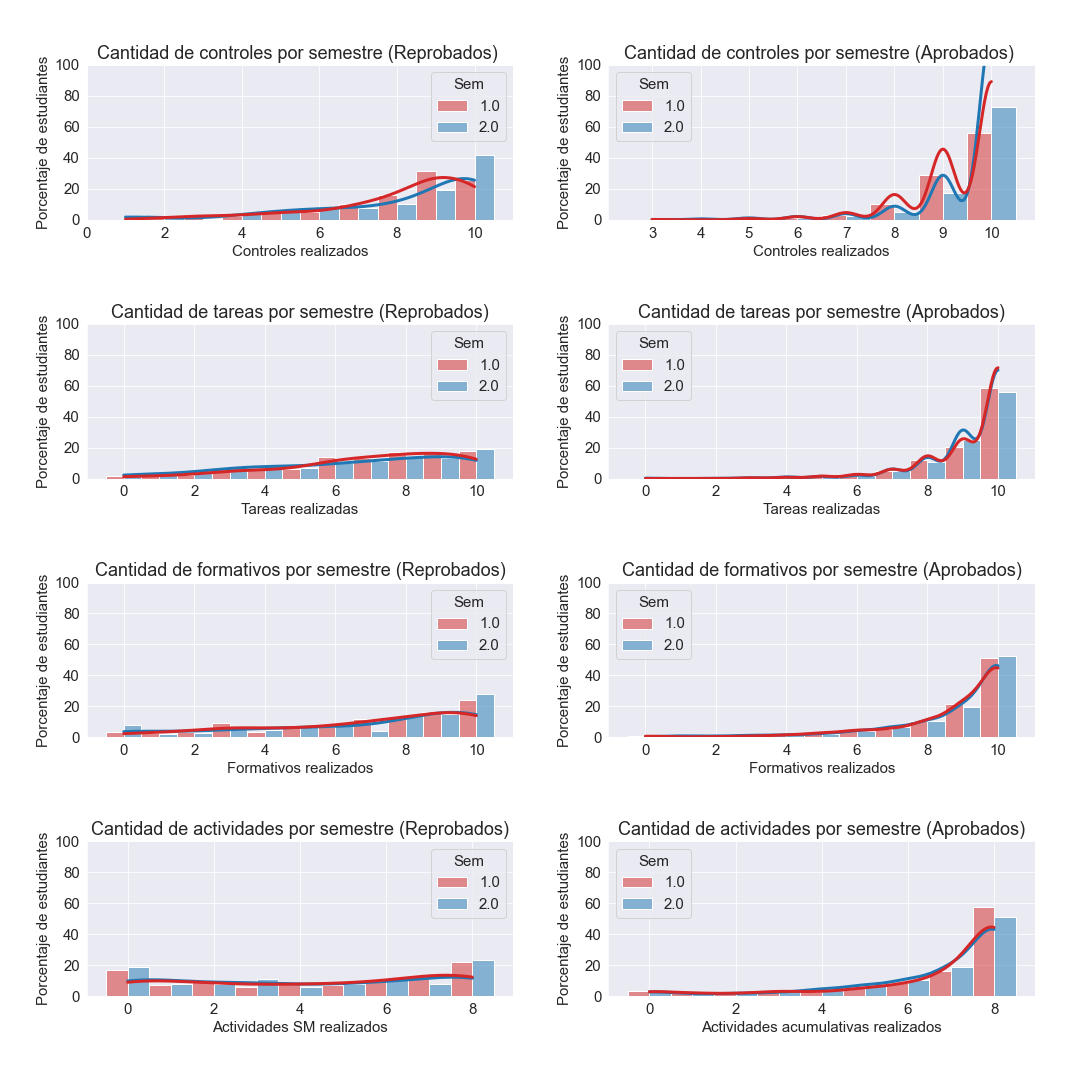 Cantidad de controles por semestre (Reprobados)
Porcentaje de estudiantes
100
80
60
40
20
0
Sem
1.0
2.0
0 2 4 6 8 10
Controles realizados
Cantidad de controles por semestre (Aprobados)
Porcentaje de estudiantes
100
80
60
40
20
0
Sem
1.0
2.0
3 4 5 6 7 8 9 10
Controles realizados
Cantidad de tareas por semestre (Reprobados)
Porcentaje de estudiantes
100
80
60
40
20
0
Sem
1.0
2.0
0 2 4 6 8 10
Tareas realizadas
Cantidad de tareas por semestre (Aprobados)
Porcentaje de estudiantes
100
80
60
40
20
0
Sem
1.0
2.0
0 2 4 6 8 10
Tareas realizadas
Cantidad de formativos por semestre (Reprobados)
Porcentaje de estudiantes
100
80
60
40
20
0
Sem
1.0
2.0
0 2 4 6 8 10
Formativos realizados
Cantidad de formativos por semestre (Aprobados)
Porcentaje de estudiantes
100
80
60
40
20
0
Sem
1.0
2.0
0 2 4 6 8 10
Formativos realizados
Cantidad de actividades por semestre (Reprobados)
Porcentaje de estudiantes
100
80
60
40
20
0
Sem
1.0
2.0
0 2 4 6 8
Actividades SM realizados
Cantidad de actividades por semestre (Aprobados)
Porcentaje de estudiantes
100
80
60
40
20
0
Sem
1.0
2.0
0 2 4 6 8
Actividades acumulativas realizados